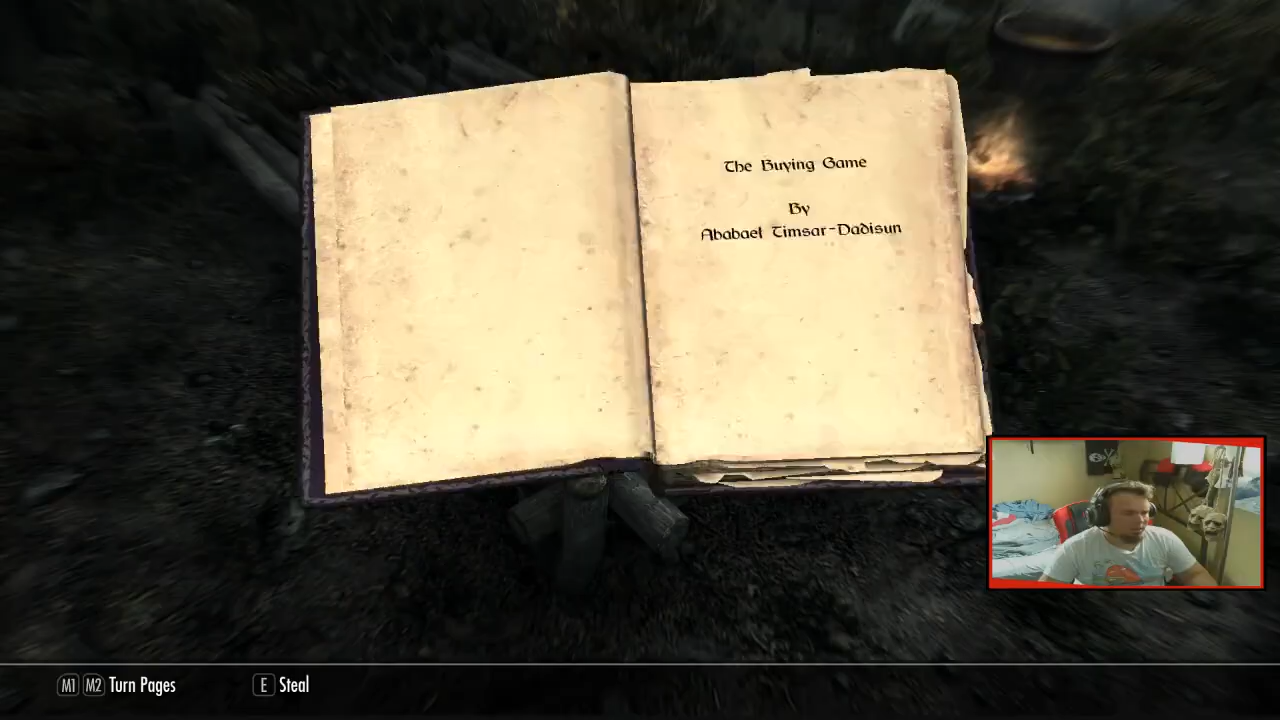 The Buying Game
By
Ababael Timsar-Dadisun
M1 M2 Turn Pages
E Steal